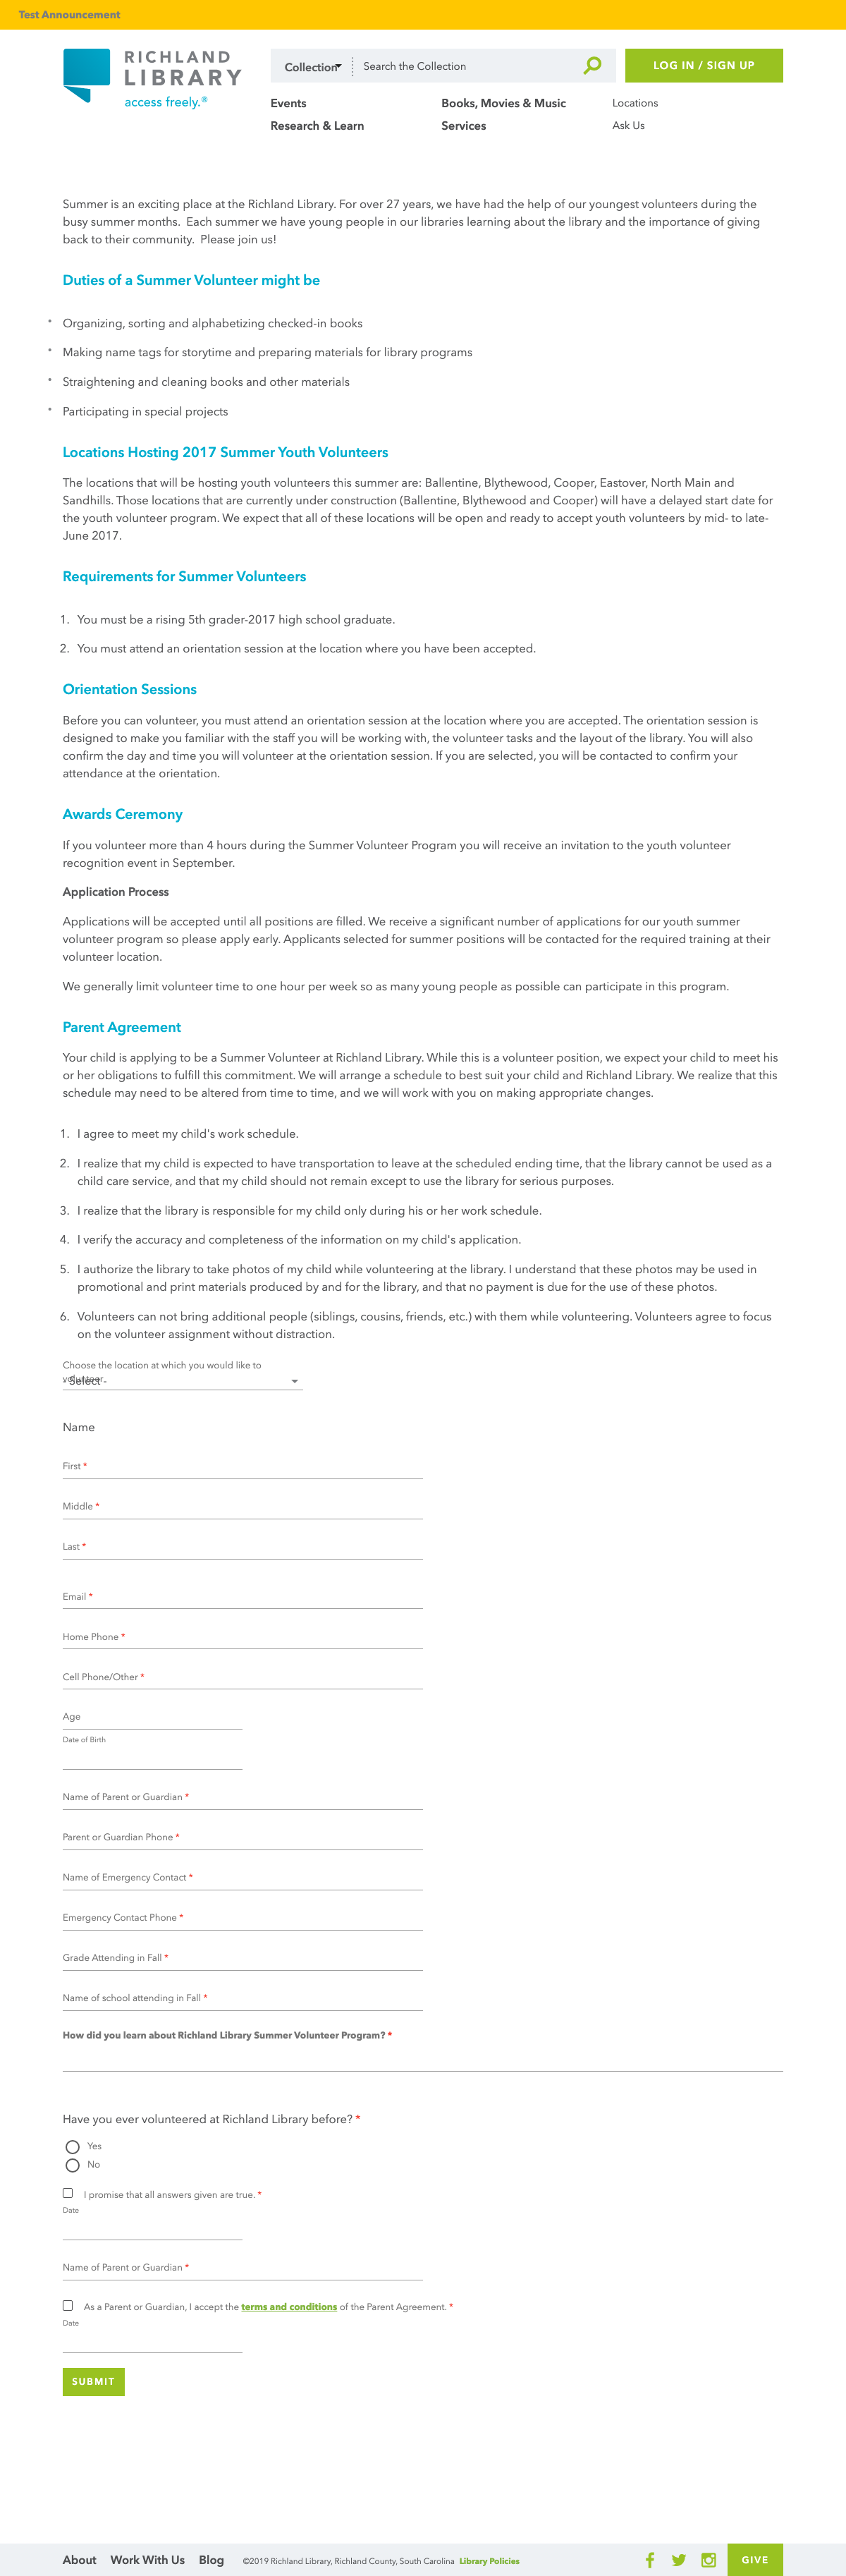 Test Announcement
RICHLAND
LIBRARY
access freely.®
Collection
Search the Collection
LOG IN / SIGN UP
Events
Books, Movies & Music
Locations
Research & Learn
Services
Ask Us
Summer is an exciting place at the Richland Library. For over 27 years, we have had the help of our youngest volunteers during the
busy summer months.  Each summer we have young people in our libraries learning about the library and the importance of giving
back to their community.  Please join us!
Duties of a Summer Volunteer might be
* Organizing, sorting and alphabetizing checked-in books
* Making name tags for storytime and preparing materials for library programs
* Straightening and cleaning books and other materials
* Participating in special projects
Locations Hosting 2017 Summer Youth Volunteers
The locations that will be hosting youth volunteers this summer are: Ballentine, Blythewood, Cooper, Eastover, North Main and
Sandhills. Those locations that are currently under construction (Ballentine, Blythewood and Cooper) will have a delayed start date for
the youth volunteer program. We expect that all of these locations will be open and ready to accept youth volunteers by mid- to late-
June 2017.
Requirements for Summer Volunteers
1. You must be a rising 5th grader-2017 high school graduate.
2. You must attend an orientation session at the location where you have been accepted.
Orientation Sessions
Before you can volunteer, you must attend an orientation session at the location where you are accepted. The orientation session is
designed to make you familiar with the staff you will be working with, the volunteer tasks and the layout of the library. You will also
confirm the day and time you will volunteer at the orientation session. If you are selected, you will be contacted to confirm your
attendance at the orientation.
Awards Ceremony
If you volunteer more than 4 hours during the Summer Volunteer Program you will receive an invitation to the youth volunteer
recognition event in September.
Application Process
Applications will be accepted until all positions are filled. We receive a significant number of applications for our youth summer
volunteer program so please apply early. Applicants selected for summer positions will be contacted for the required training at their
volunteer location.
We generally limit volunteer time to one hour per week so as many young people as possible can participate in this program.
Parent Agreement
Your child is applying to be a Summer Volunteer at Richland Library. While this is a volunteer position, we expect your child to meet his
or her obligations to fulfill this commitment. We will arrange a schedule to best suit your child and Richland Library. We realize that this
schedule may need to be altered from time to time, and we will work with you on making appropriate changes.
1. I agree to meet my child's work schedule.
2. I realize that my child is expected to have transportation to leave at the scheduled ending time, that the library cannot be used as a
child care service, and that my child should not remain except to use the library for serious purposes.
3. I realize that the library is responsible for my child only during his or her work schedule.
4. I verify the accuracy and completeness of the information on my child's application.
5. I authorize the library to take photos of my child while volunteering at the library. I understand that these photos may be used in
promotional and print materials produced by and for the library, and that no payment is due for the use of these photos.
6. Volunteers can not bring additional people (siblings, cousins, friends, etc.) with them while volunteering. Volunteers agree to focus
on the volunteer assignment without distraction.
Choose the location at which you would like to
volunteer
- Select -
Name
First *
Middle *
Last *
Email *
Home Phone *
Cell Phone/Other *
Age
Date of Birth
Name of Parent or Guardian *
Parent or Guardian Phone *
Name of Emergency Contact *
Emergency Contact Phone *
Grade Attending in Fall *
Name of school attending in Fall *
How did you learn about Richland Library Summer Volunteer Program? *
Have you ever volunteered at Richland Library before? *
Yes
No
I promise that all answers given are true. *
Date
Name of Parent or Guardian *
As a Parent or Guardian, I accept the terms and conditions of the Parent Agreement. *
Date
SUBMIT
About
Work With Us
Blog
©2019 Richland Library, Richland County, South Carolina  Library Policies
GIVE